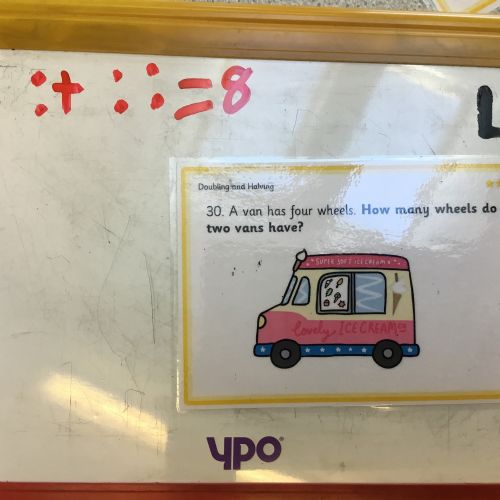 + = 8
L
Doubling and Halving
30. A van has four wheels. How many wheels do
two vans have?
SUPER SOFT ICE CREAM
lovely ICE CREAM
YPO